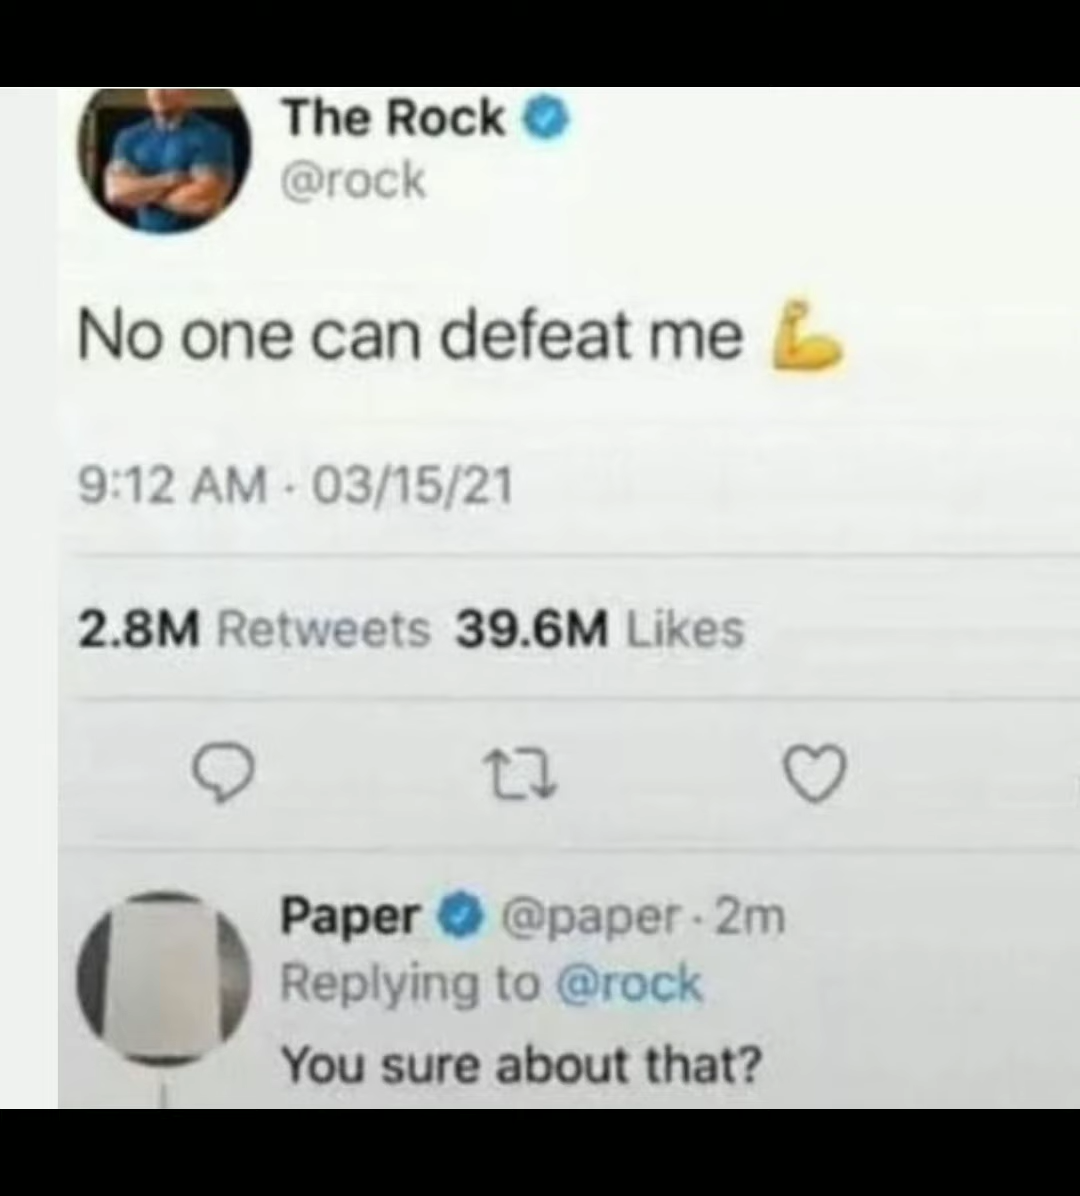 The Rock
@rock
No one can defeat me 💪
9:12 AM · 03/15/21
2.8M Retweets 39.6M Likes
Paper @paper · 2m
Replying to @rock
You sure about that?